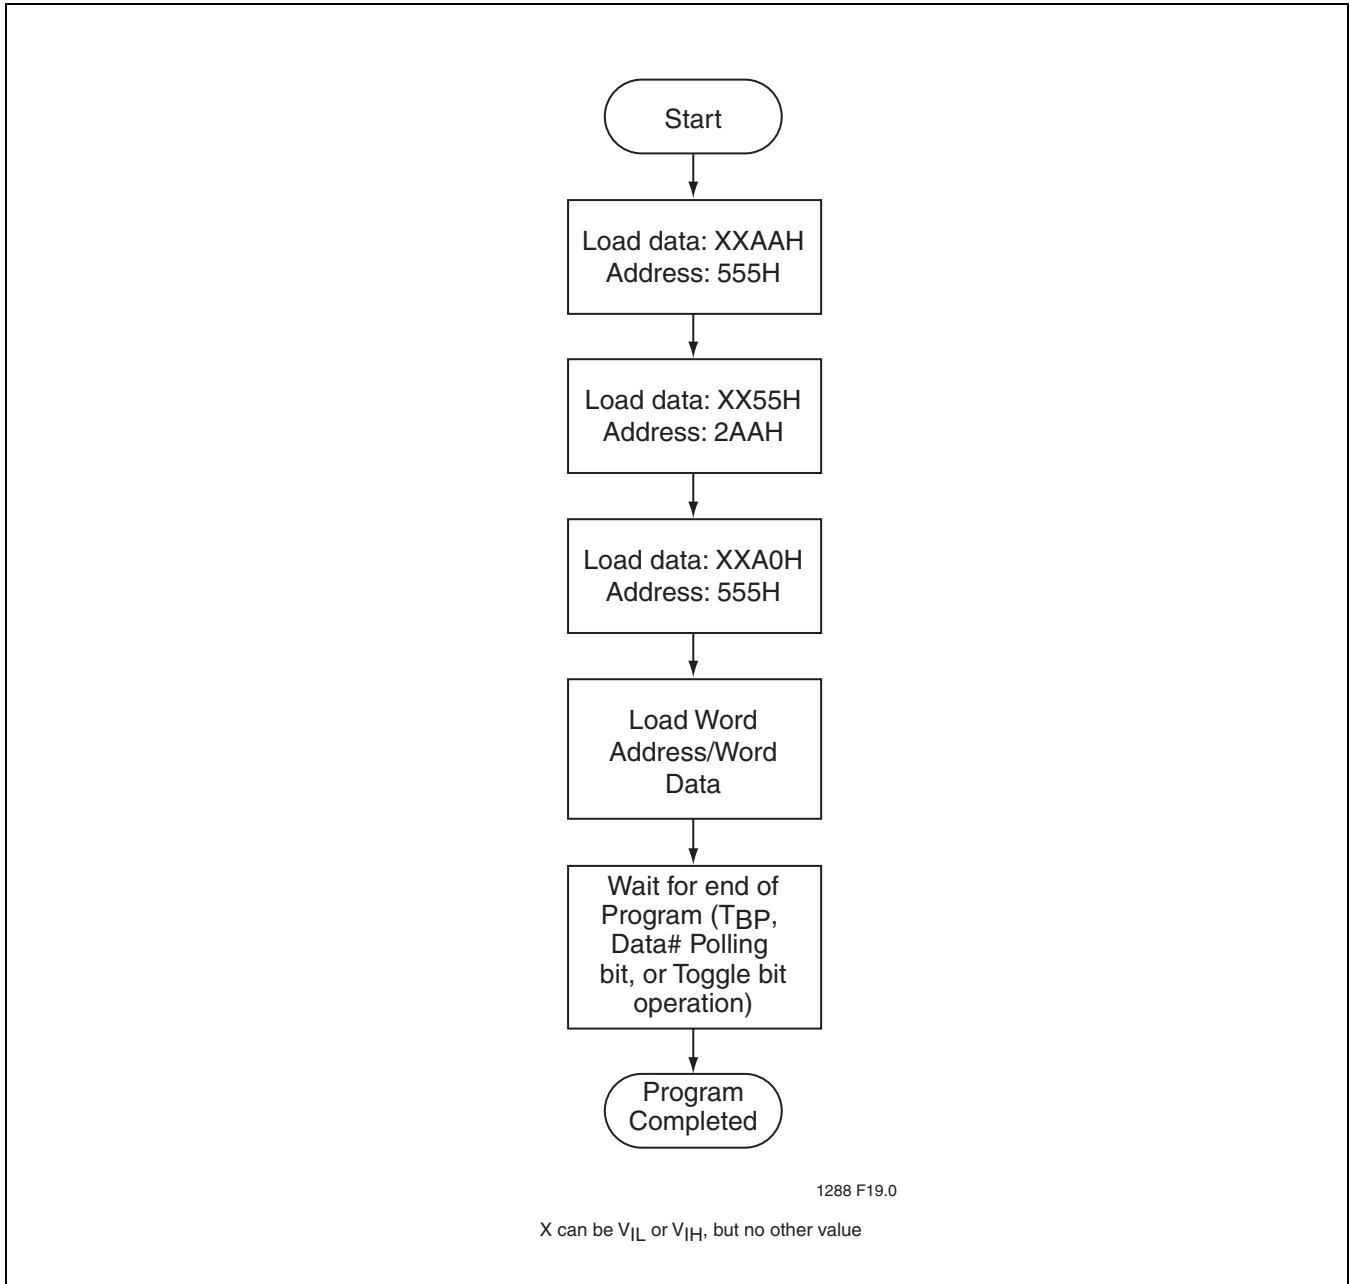 Start
Load data: XXAAH
Address: 555H
Load data: XX55H
Address: 2AAH
Load data: XXA0H
Address: 555H
Load Word
Address/Word
Data
Wait for end of
Program (TBP,
Data# Polling
bit, or Toggle bit
operation)
Program
Completed
1288 F19.0
X can be VIL or VIH, but no other value